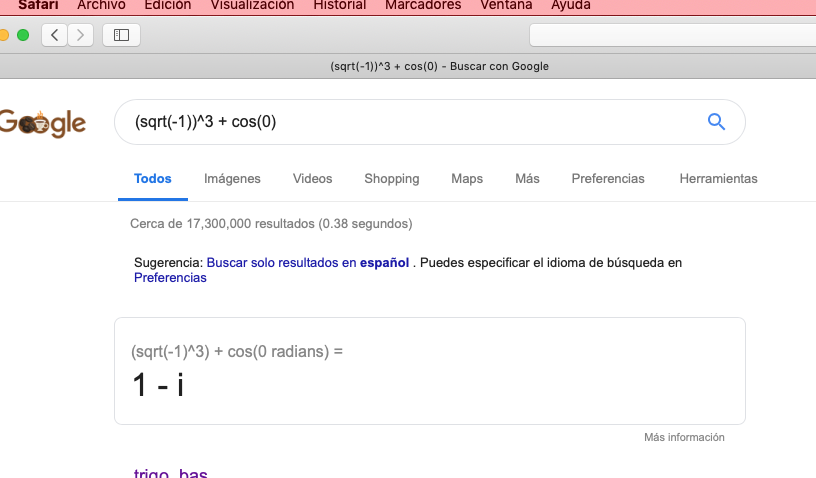 Safari Archivo Edición Visualización Historial Marcadores Ventana Ayuda
(sqrt(-1))^3 + cos(0) - Buscar con Google
Google
(sqrt(-1))^3 + cos(0)
Todos Imágenes Videos Shopping Maps Más Preferencias Herramientas
Cerca de 17,300,000 resultados (0.38 segundos)
Sugerencia: Buscar solo resultados en español . Puedes especificar el idioma de búsqueda en
Preferencias
(sqrt(-1)^3) + cos(0 radians) =
1 - i
Más información
trigo, bas